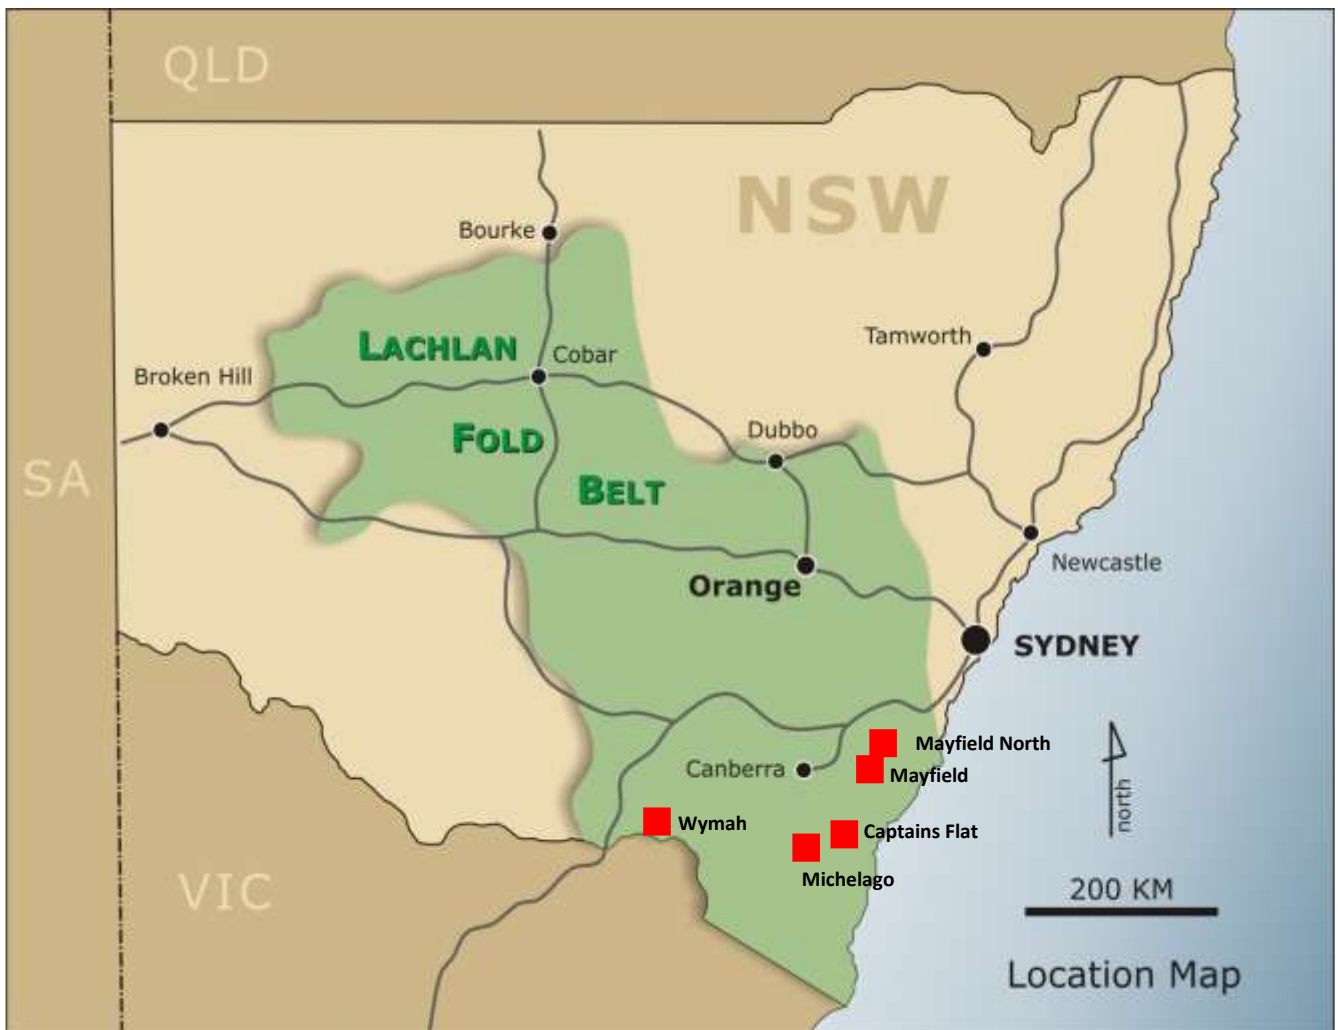 QLD
NSW
Bourke
Tamworth
LACHLAN
Cobar
Broken Hill
FOLD
Dubbo
SA
BELT
Newcastle
Orange
SYDNEY
Mayfield North
Canberra
Mayfield
north
Wymah
Captains Flat
Michelago
VIC
200 KM
Location Map